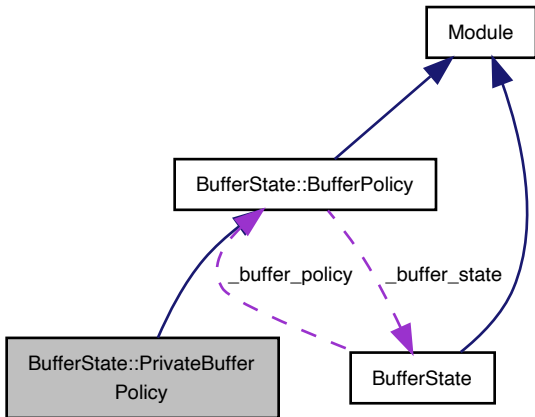 Module
BufferState::BufferPolicy
_buffer_policy
_buffer_state
BufferState::PrivateBuffer
Policy
BufferState